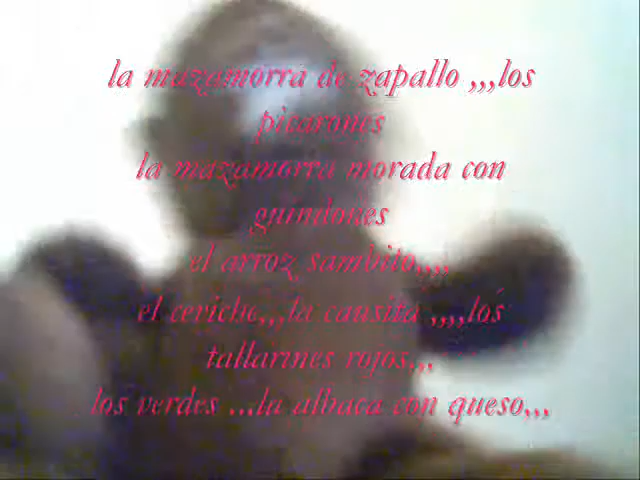 la mazamorra de zapallo ,,,los
picarones
la mazamorra morada con
guindones
el arroz sambito,,,,
el ceviche,,,la causita ,,,,los
tallarines rojos,,,
los verdes ,,,la albaca con queso,,,